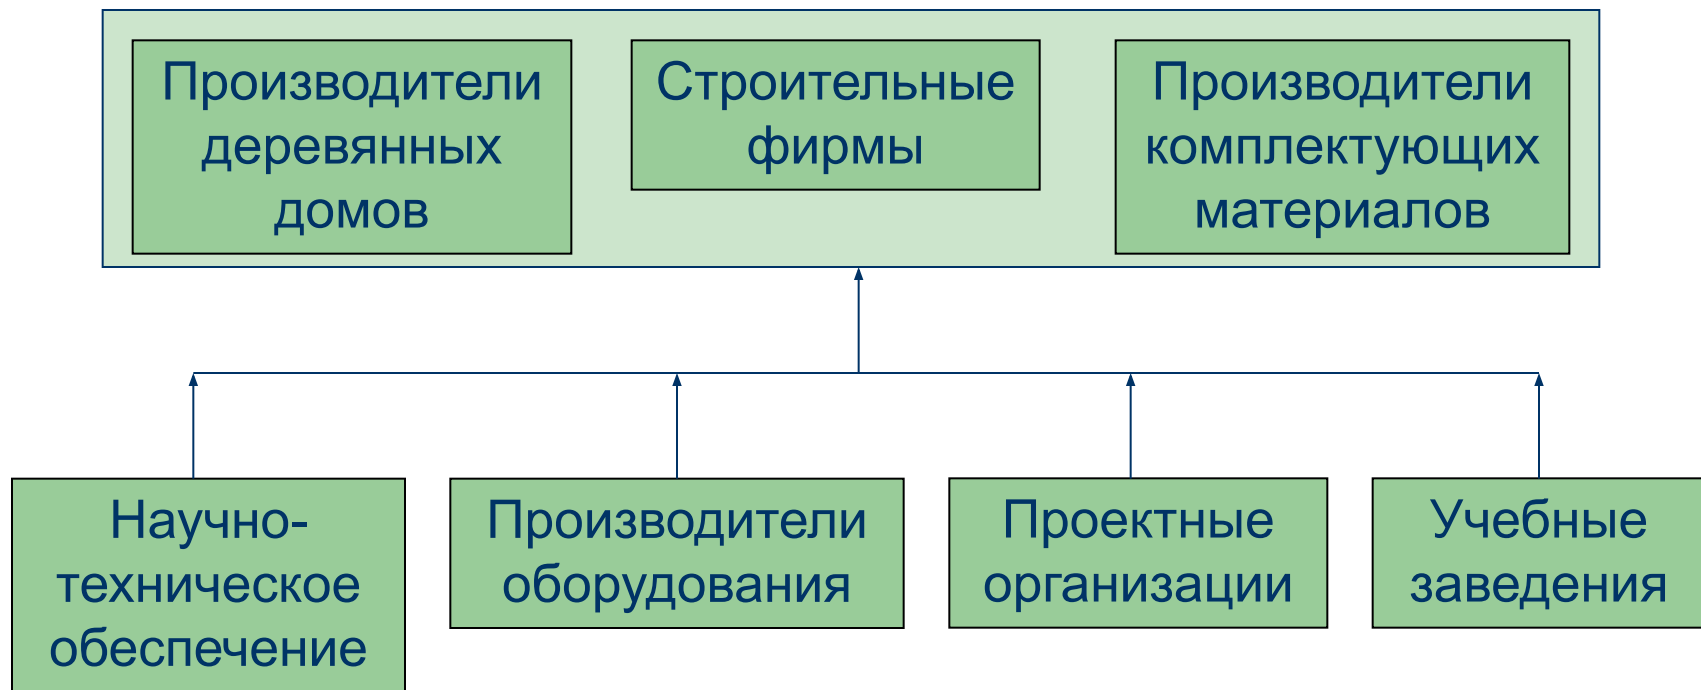 Производители
деревянных
домов
Строительные
фирмы
Производители
комплектующих
материалов
Научно-
техническое
обеспечение
Производители
оборудования
Проектные
организации
Учебные
заведения